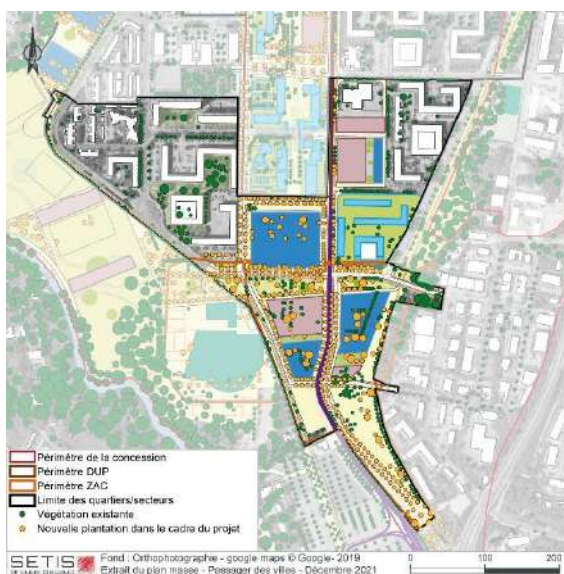 Périmètre de la concession
Périmètre DUP
Périmètre ZAC
Limite des quartiers/secteurs
Végétation existante
Nouvelle plantation dans le cadre du projet
SETIS
Fond : Orthophotographie - google maps © Google- 2019
Extrait du plan masse - Passager des villes - Décembre 2021
0 100 200